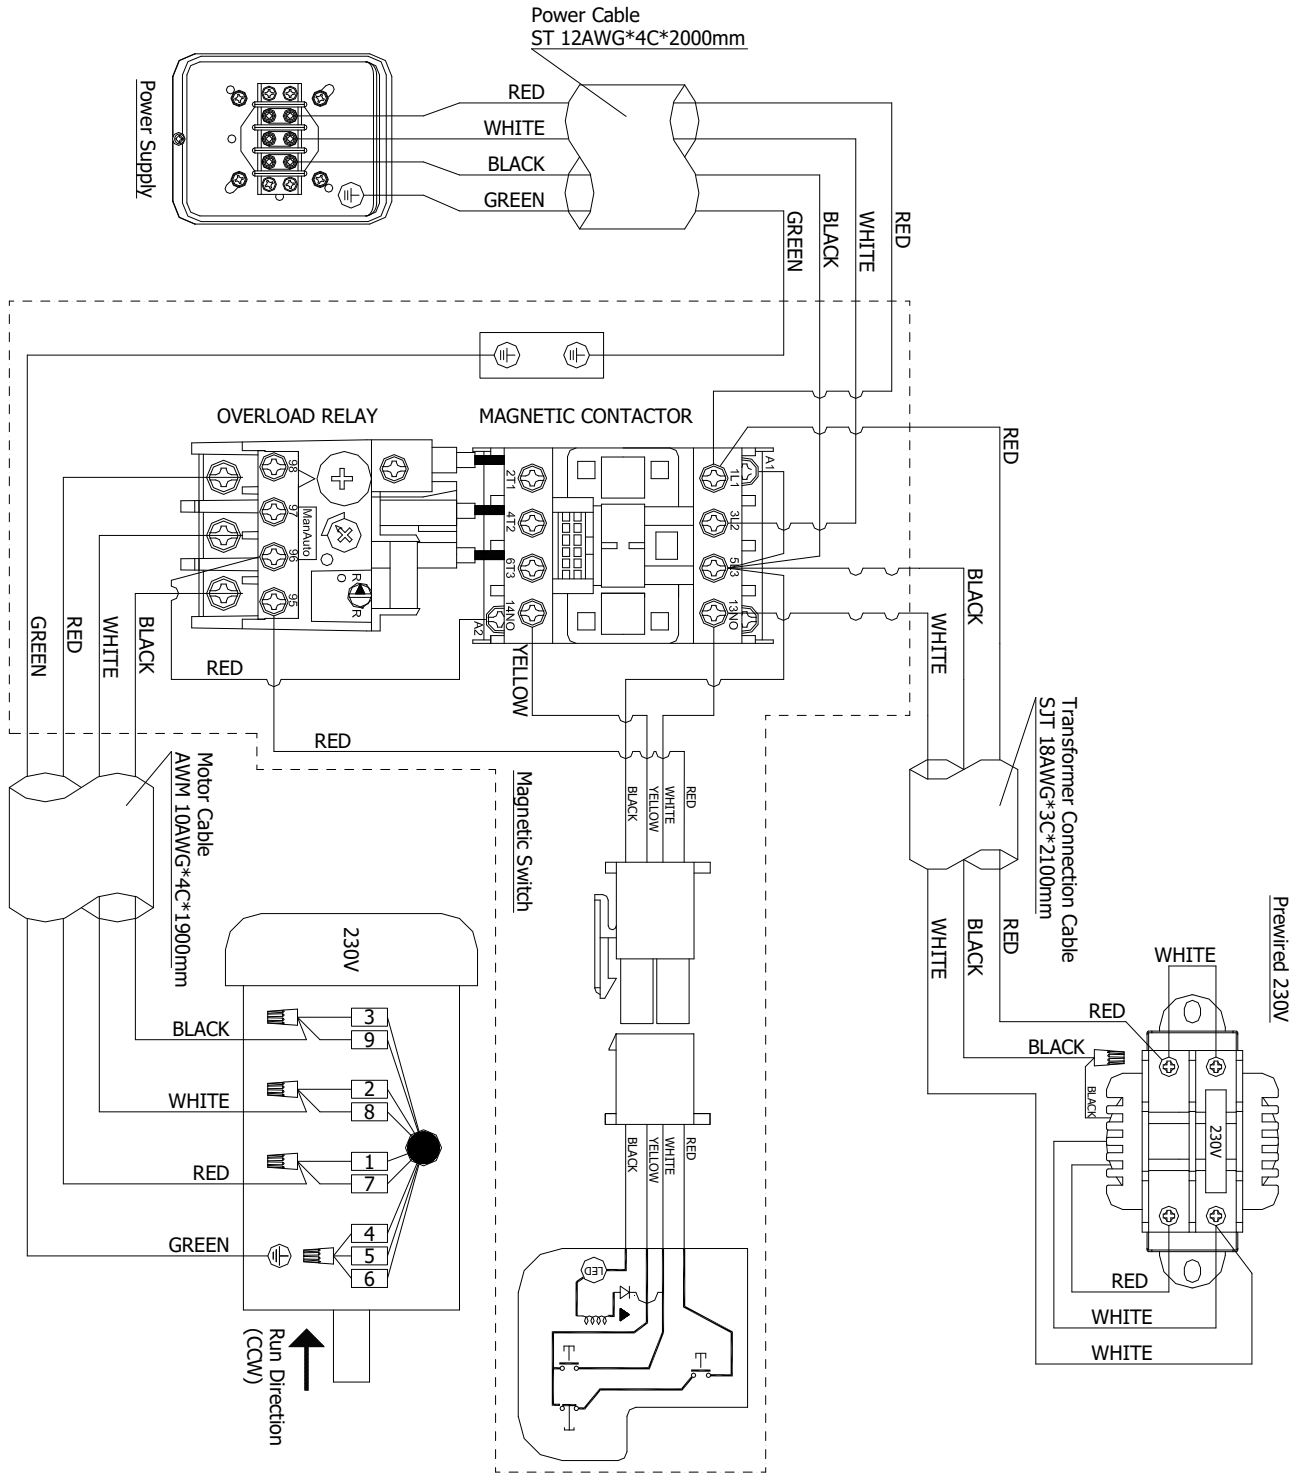 Power Cable
ST 12AWG*4C*2000mm
Power Supply
RED
WHITE
BLACK
GREEN
GREEN
BLACK
WHITE
RED
OVERLOAD RELAY
MAGNETIC CONTACTOR
RED
98
97
96
95
ManAuto
R
R
2T1
4T2
6T3
14NO
A2
1L1
3L2
5L3
13NO
A1
BLACK
WHITE
GREEN
RED
WHITE
BLACK
RED
YELLOW
RED
Transformer Connection Cable
SJT 18AWG*3C*2100mm
Motor Cable
AWM 10AWG*4C*1900mm
Magnetic Switch
BLACK
YELLOW
WHITE
RED
WHITE
BLACK
RED
Prewired 230V
WHITE
RED
BLACK
BLACK
230V
RED
WHITE
WHITE
230V
3
9
BLACK
2
8
WHITE
1
7
RED
4
5
6
GREEN
BLACK
YELLOW
WHITE
RED
LED
Run Direction
(CCW)